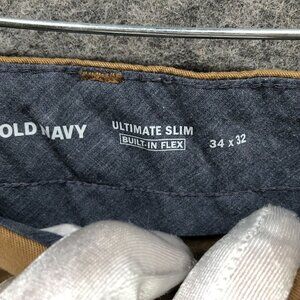 OLD NAVY
ULTIMATE SLIM
BUILT-IN FLEX
34 x 32